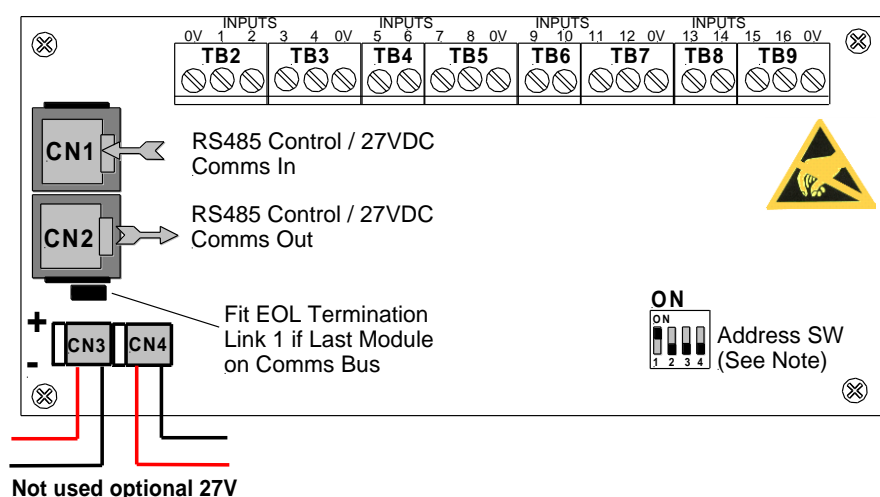 INPUTS INPUTS INPUTS INPUTS
0V 1 2 3 4 0V 5 6 7 8 0V 9 10 11 12 0V 13 14 15 16 0V
TB2 TB3 TB4 TB5 TB6 TB7 TB8 TB9
CN1
RS485 Control / 27VDC
Comms In
CN2
RS485 Control / 27VDC
Comms Out
Fit EOL Termination
Link 1 if Last Module
on Comms Bus
+
-
CN3 CN4
ON
ON
1 2 3 4
Address SW
(See Note)
Not used optional 27V